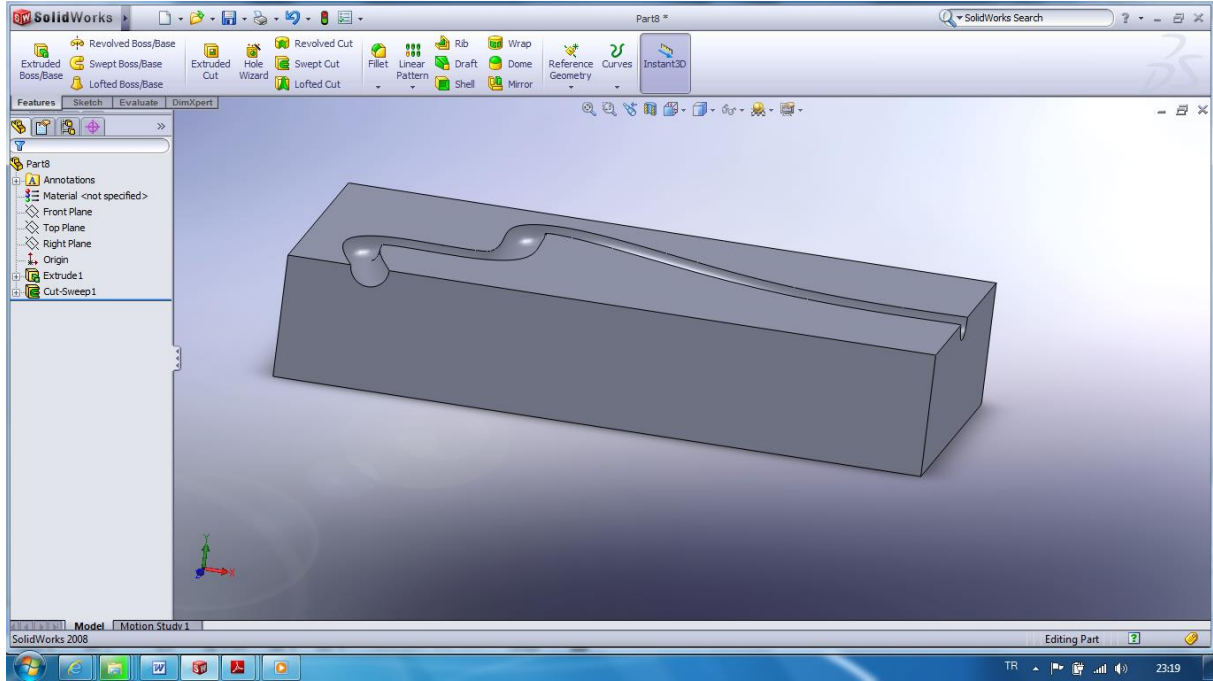 SolidWorks
Part8 *
SolidWorks Search
Extruded Boss/Base
Revolved Boss/Base
Swept Boss/Base
Lofted Boss/Base
Extruded Cut
Hole Wizard
Revolved Cut
Swept Cut
Lofted Cut
Fillet
Linear Pattern
Rib
Draft
Shell
Wrap
Dome
Mirror
Reference Geometry
Curves
Instant3D
Features
Sketch
Evaluate
DimXpert
Part8
Annotations
Material <not specified>
Front Plane
Top Plane
Right Plane
Origin
Extrude1
Cut-Sweep1
Y
X
Z
Model
Motion Study 1
SolidWorks 2008
Editing Part
TR
23:19